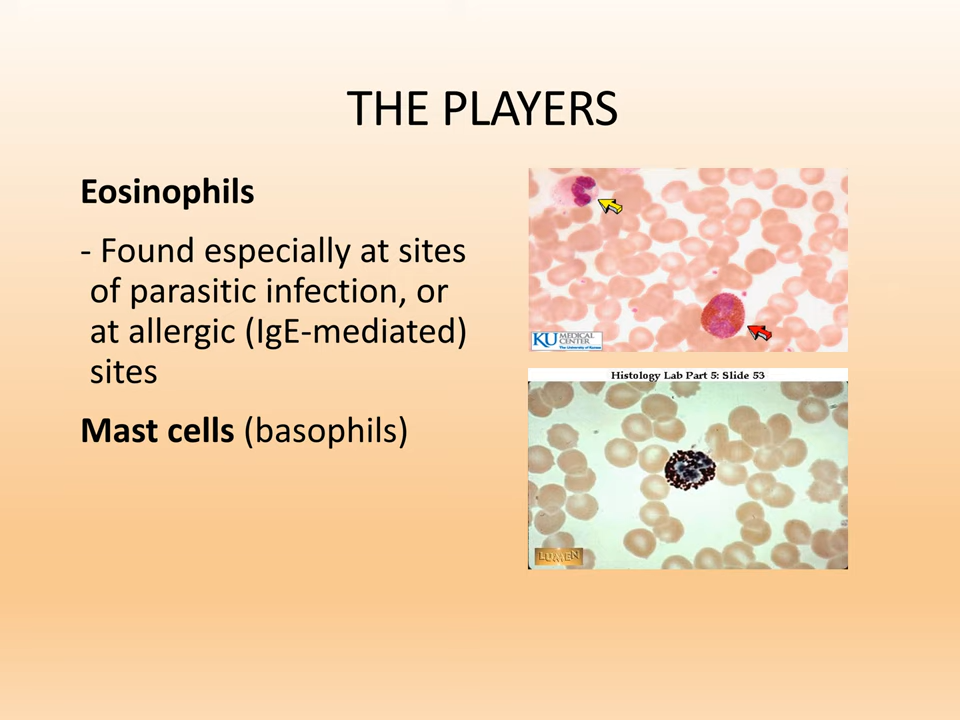 THE PLAYERS
Eosinophils
- Found especially at sites
of parasitic infection, or
at allergic (IgE-mediated)
sites
Mast cells (basophils)
KU MEDICAL
CENTER
The University of Kansas
Histology Lab Part 5: Slide 53
LUMEN